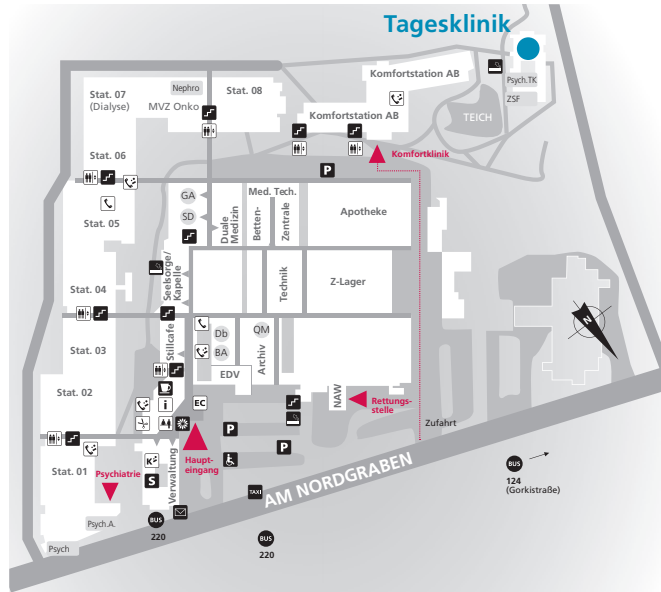 Tagesklinik
Psych.TK
ZSF
Komfortstation AB
Komfortstation AB
TEICH
Komfortklinik
Stat. 07
(Dialyse)
Nephro
MVZ Onko
Stat. 08
Stat. 06
P
GA
SD
Duale
Medizin
Med. Tech.
Betten-
Zentrale
Apotheke
Stat. 05
Seelsorge/
Kapelle
Technik
Z-Lager
Stat. 04
N
Stat. 03
Stillcafe
Db
BA
QM
Archiv
EDV
Stat. 02
i
EC
NAW
Rettungs-
stelle
Zufahrt
P
P
Haupt-
eingang
Stat. 01
K
S
Verwaltung
Psychiatrie
TAXI
AM NORDGRABEN
BUS
124
(Gorkistraße)
Psych.A.
Psych
BUS
220
BUS
220